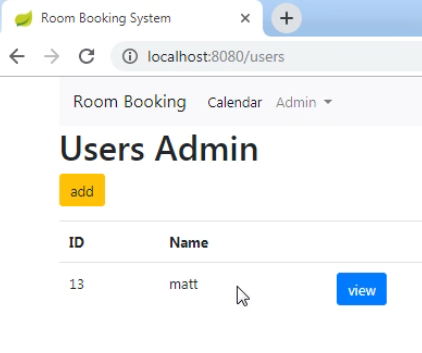 Room Booking System
localhost:8080/users
Room Booking Calendar Admin
Users Admin
add
ID Name
13 matt view